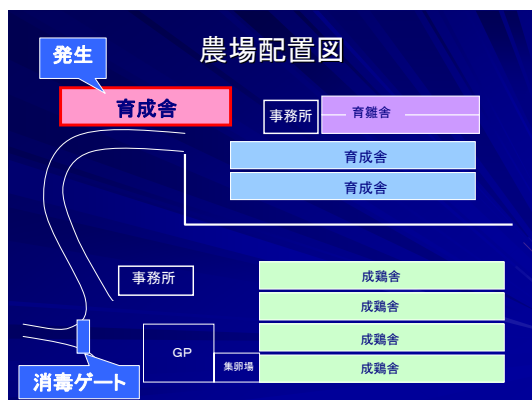 農場配置図
発生
育成舎
事務所
育雛舎
育成舎
育成舎
事務所
成鶏舎
成鶏舎
成鶏舎
成鶏舎
GP
集卵場
消毒ゲート